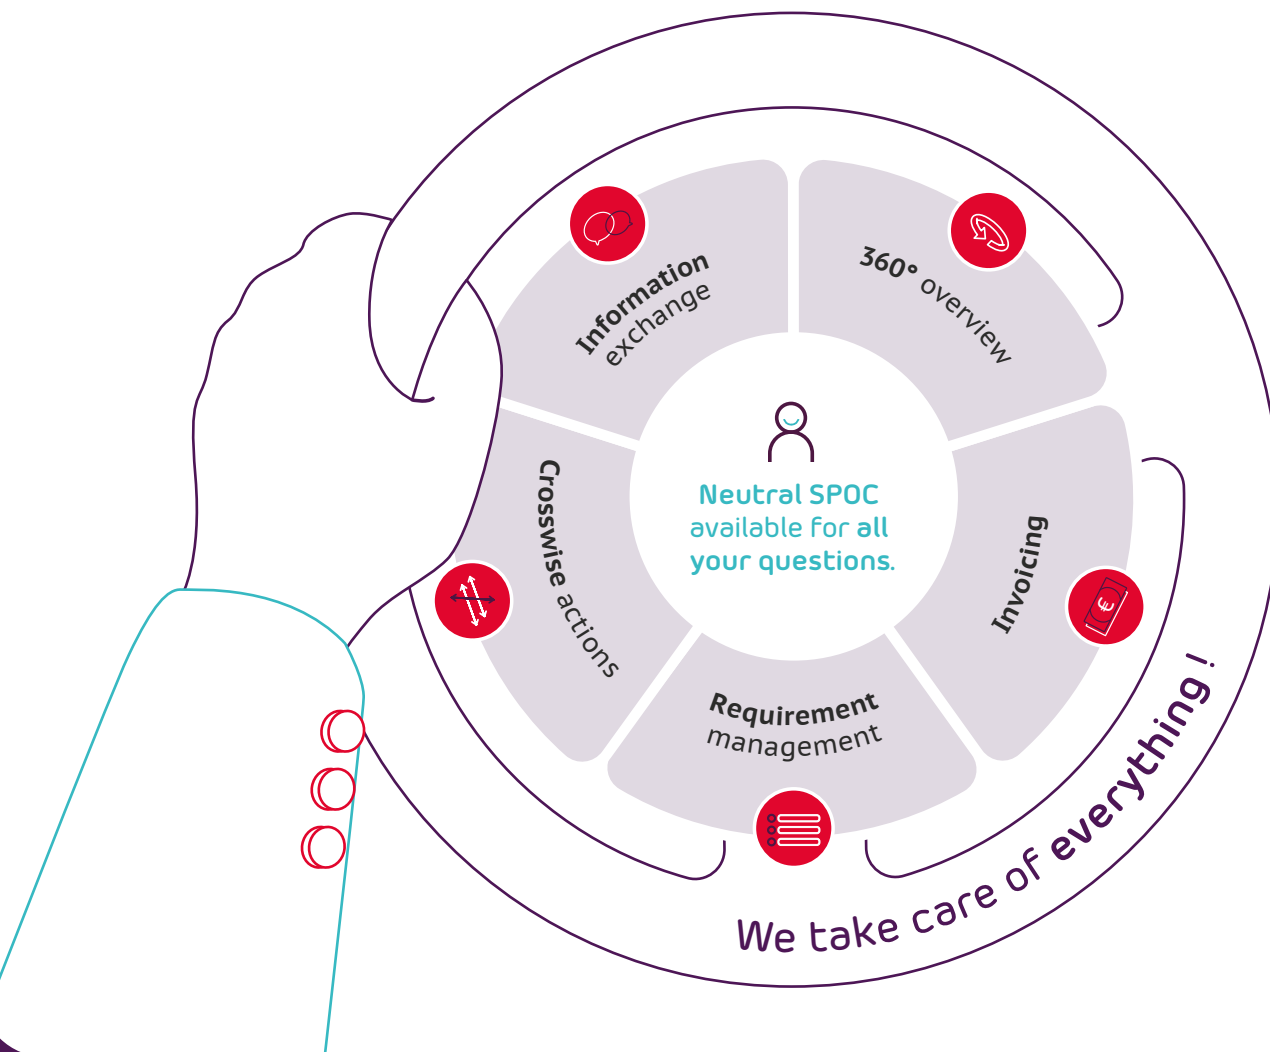 Information
exchange
360° overview
Crosswise actions
Neutral SPOC
available for all
your questions.
Invoicing
Requirement
management
€
We take care of everything !